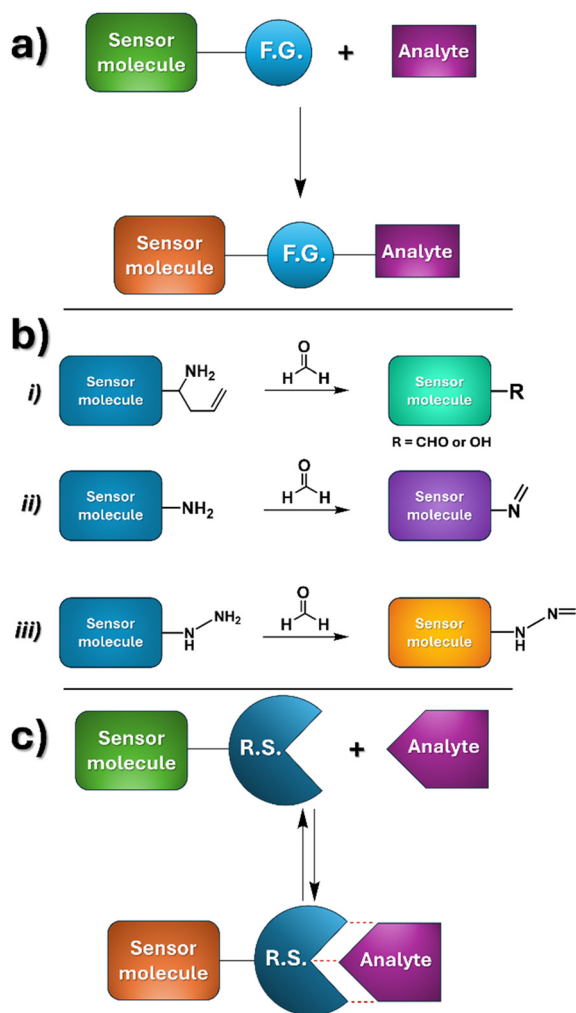 a)
Sensor
molecule
F.G.
+
Analyte
Sensor
molecule
F.G.
Analyte
b)
i)
Sensor
molecule
NH₂
O
H H
Sensor
molecule
R
R = CHO or OH
ii)
Sensor
molecule
NH₂
O
H H
Sensor
molecule
N
iii)
Sensor
molecule
N
H
NH₂
O
H H
Sensor
molecule
N
H
N
c)
Sensor
molecule
R.S.
+
Analyte
Sensor
molecule
R.S.
Analyte